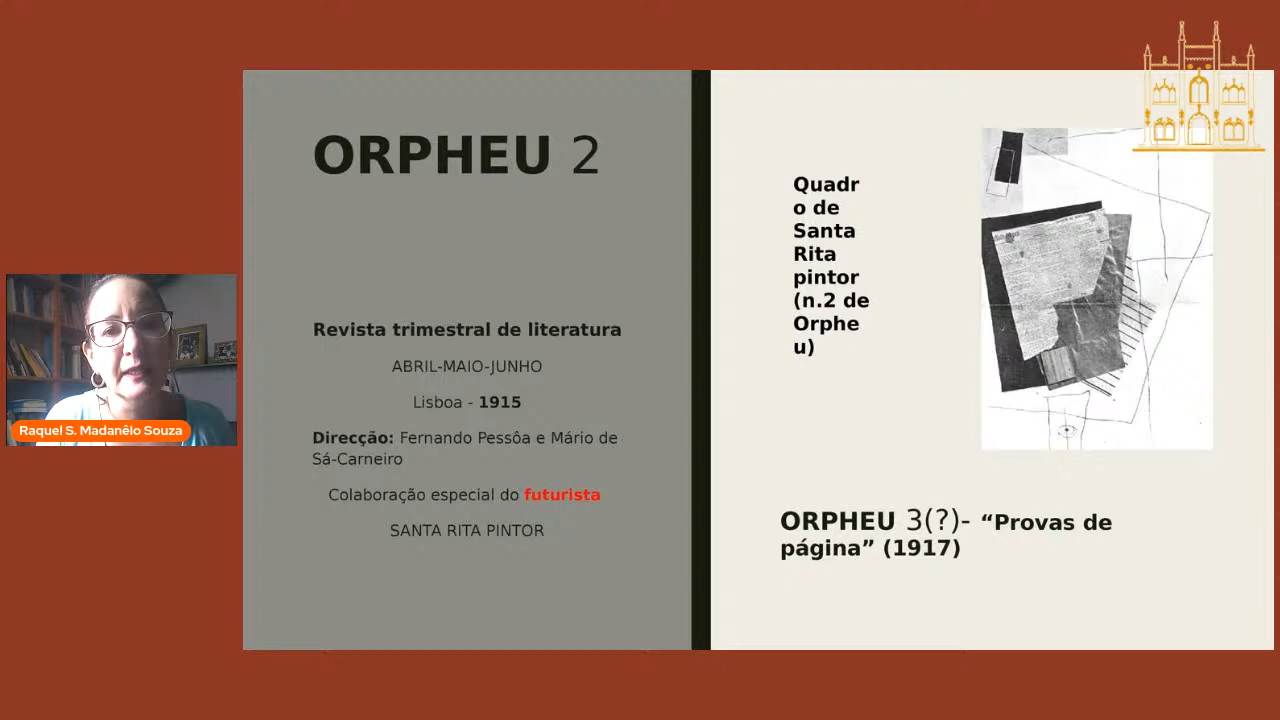 ORPHEU 2
Revista trimestral de literatura
ABRIL-MAIO-JUNHO
Lisboa - 1915
Direcção: Fernando Pessôa e Mário de
Sá-Carneiro
Colaboração especial do futurista
SANTA RITA PINTOR
Quadr
o de
Santa
Rita
pintor
(n.2 de
Orphe
u)
ORPHEU 3(?)- “Provas de
página” (1917)
Raquel S. Madanêlo Souza